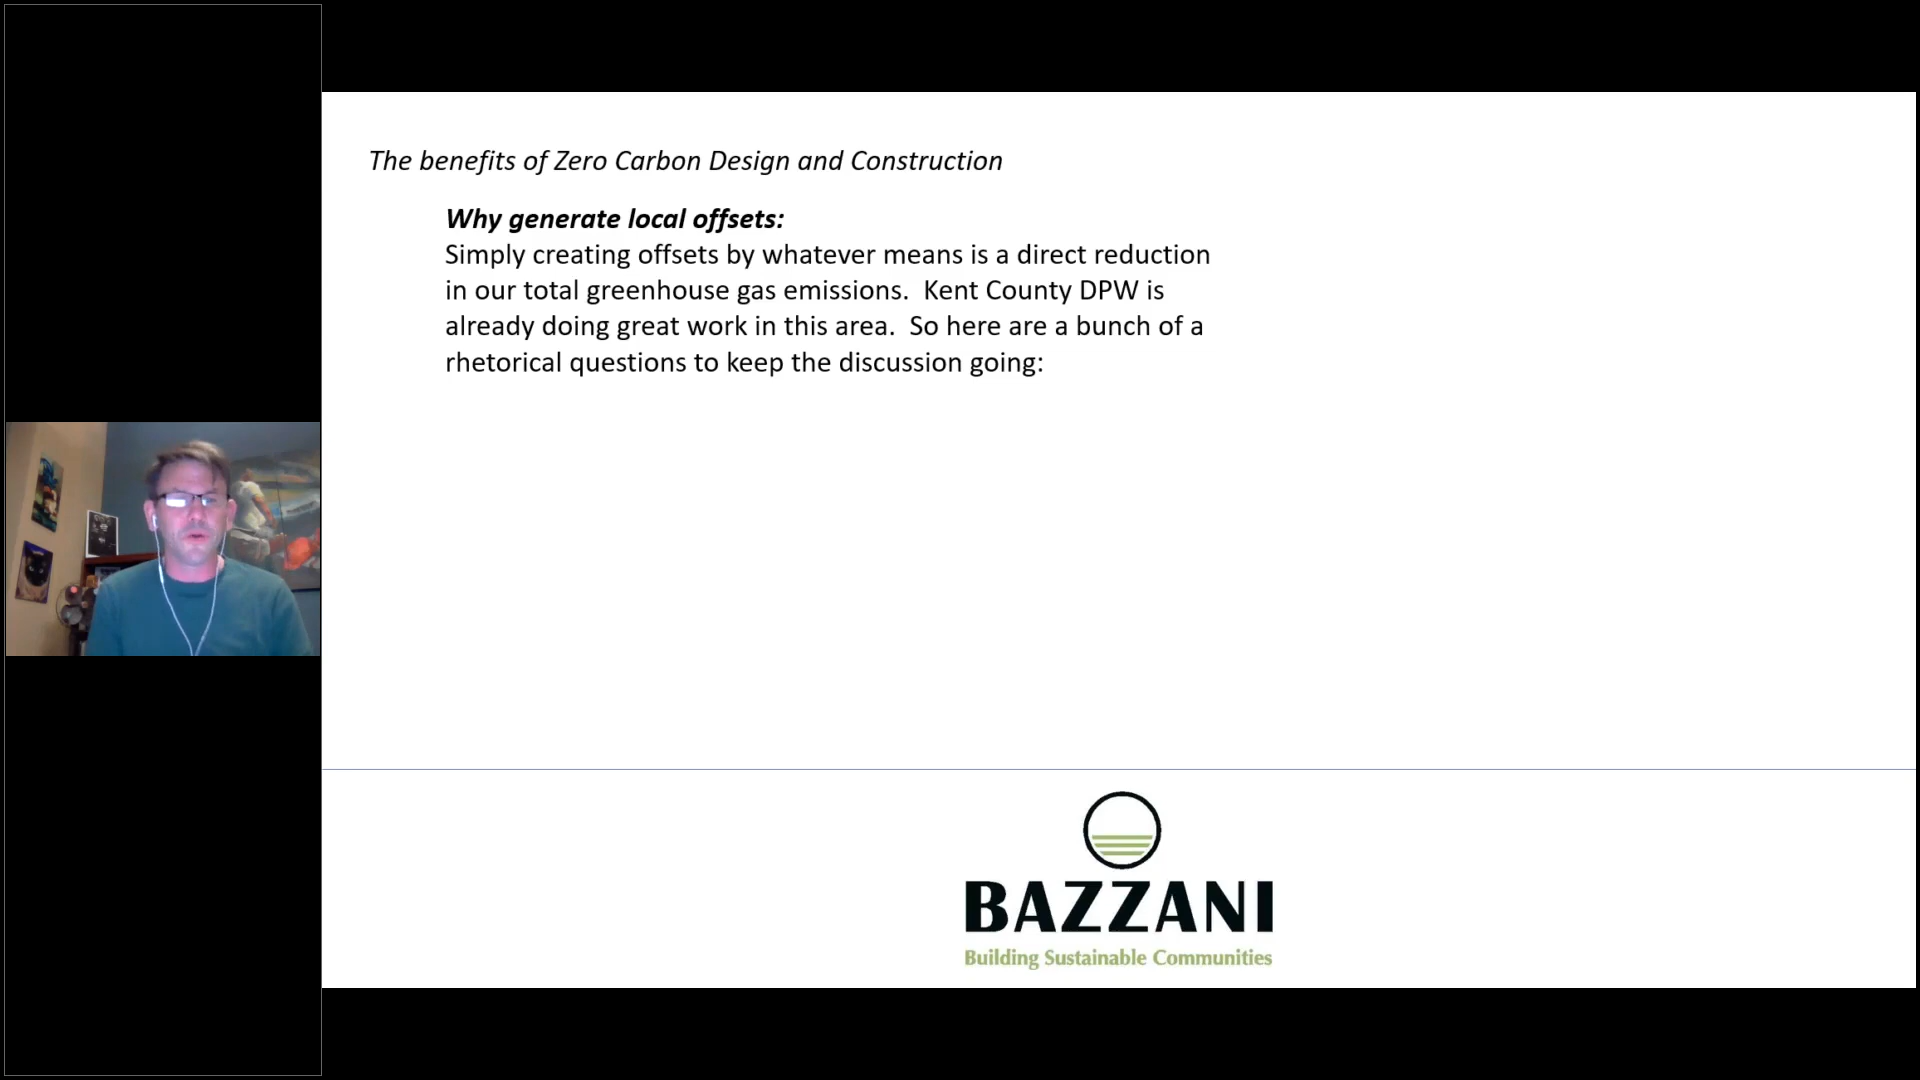 The benefits of Zero Carbon Design and Construction
Why generate local offsets:
Simply creating offsets by whatever means is a direct reduction
in our total greenhouse gas emissions.  Kent County DPW is
already doing great work in this area.  So here are a bunch of a
rhetorical questions to keep the discussion going:
BAZZANI
Building Sustainable Communities